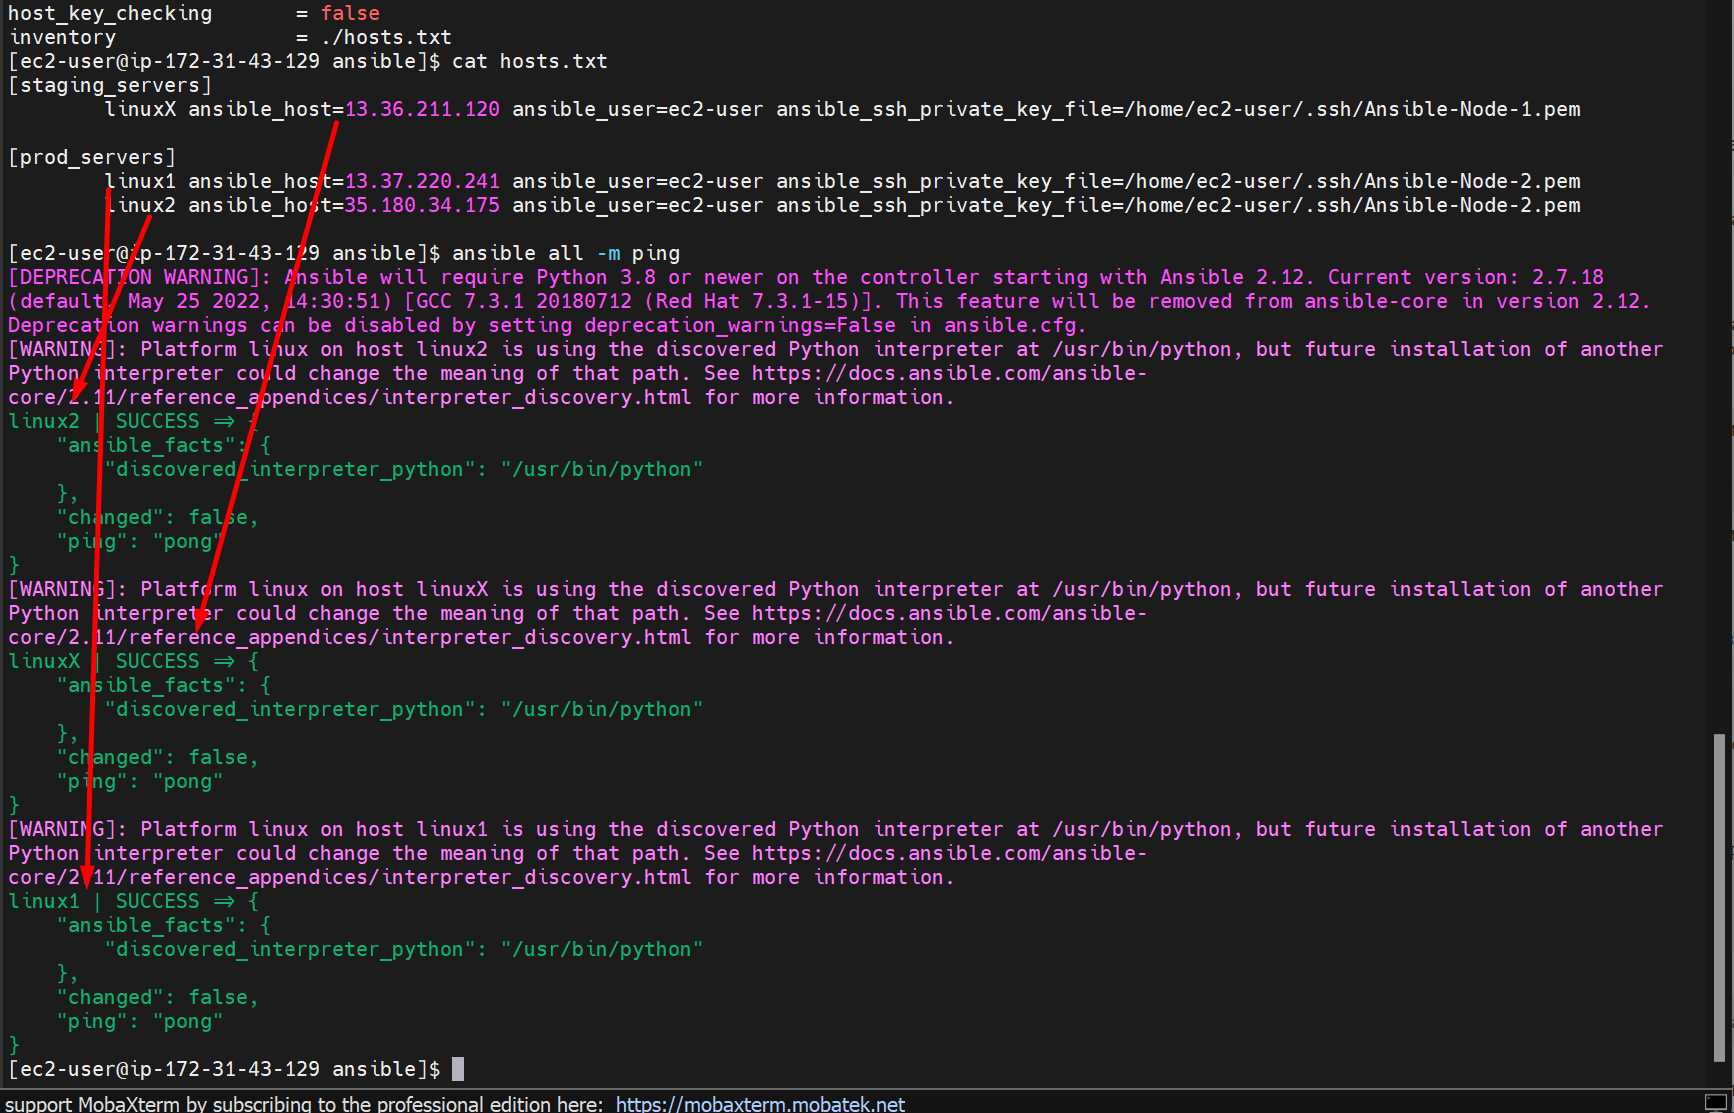 host_key_checking       = false
inventory               = ./hosts.txt
[ec2-user@ip-172-31-43-129 ansible]$ cat hosts.txt
[staging_servers]
        linuxX ansible_host=13.36.211.120 ansible_user=ec2-user ansible_ssh_private_key_file=/home/ec2-user/.ssh/Ansible-Node-1.pem

[prod_servers]
        linux1 ansible_host=13.37.220.241 ansible_user=ec2-user ansible_ssh_private_key_file=/home/ec2-user/.ssh/Ansible-Node-2.pem
        linux2 ansible_host=35.180.34.175 ansible_user=ec2-user ansible_ssh_private_key_file=/home/ec2-user/.ssh/Ansible-Node-2.pem

[ec2-user@ip-172-31-43-129 ansible]$ ansible all -m ping
[DEPRECATION WARNING]: Ansible will require Python 3.8 or newer on the controller starting with Ansible 2.12. Current version: 2.7.18
(default, May 25 2022, 14:30:51) [GCC 7.3.1 20180712 (Red Hat 7.3.1-15)]. This feature will be removed from ansible-core in version 2.12.
Deprecation warnings can be disabled by setting deprecation_warnings=False in ansible.cfg.
[WARNING]: Platform linux on host linux2 is using the discovered Python interpreter at /usr/bin/python, but future installation of another
Python interpreter could change the meaning of that path. See https://docs.ansible.com/ansible-
core/2.11/reference_appendices/interpreter_discovery.html for more information.
linux2 | SUCCESS => {
    "ansible_facts": {
        "discovered_interpreter_python": "/usr/bin/python"
    },
    "changed": false,
    "ping": "pong"
}
[WARNING]: Platform linux on host linuxX is using the discovered Python interpreter at /usr/bin/python, but future installation of another
Python interpreter could change the meaning of that path. See https://docs.ansible.com/ansible-
core/2.11/reference_appendices/interpreter_discovery.html for more information.
linuxX | SUCCESS => {
    "ansible_facts": {
        "discovered_interpreter_python": "/usr/bin/python"
    },
    "changed": false,
    "ping": "pong"
}
[WARNING]: Platform linux on host linux1 is using the discovered Python interpreter at /usr/bin/python, but future installation of another
Python interpreter could change the meaning of that path. See https://docs.ansible.com/ansible-
core/2.11/reference_appendices/interpreter_discovery.html for more information.
linux1 | SUCCESS => {
    "ansible_facts": {
        "discovered_interpreter_python": "/usr/bin/python"
    },
    "changed": false,
    "ping": "pong"
}
[ec2-user@ip-172-31-43-129 ansible]$
support MobaXterm by subscribing to the professional edition here: https://mobaxterm.mobatek.net